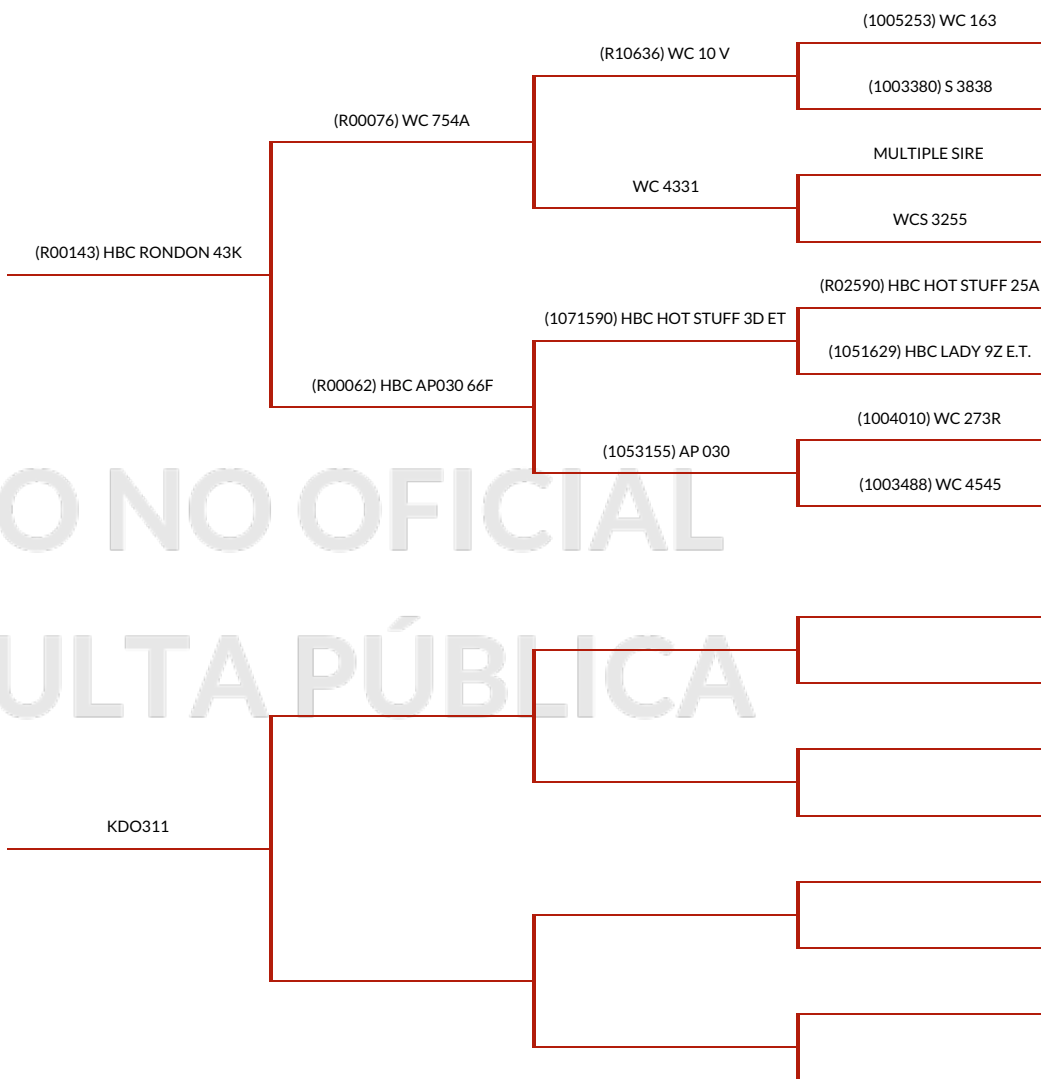 (1005253) WC 163
(R10636) WC 10 V
(1003380) S 3838
(R00076) WC 754A
MULTIPLE SIRE
WC 4331
WCS 3255
(R00143) HBC RONDON 43K
(R02590) HBC HOT STUFF 25A
(1071590) HBC HOT STUFF 3D ET
(1051629) HBC LADY 9Z E.T.
(R00062) HBC AP030 66F
(1004010) WC 273R
(1053155) AP 030
(1003488) WC 4545
O NO OFICIAL
ULTA PÚBLICA
KDO311